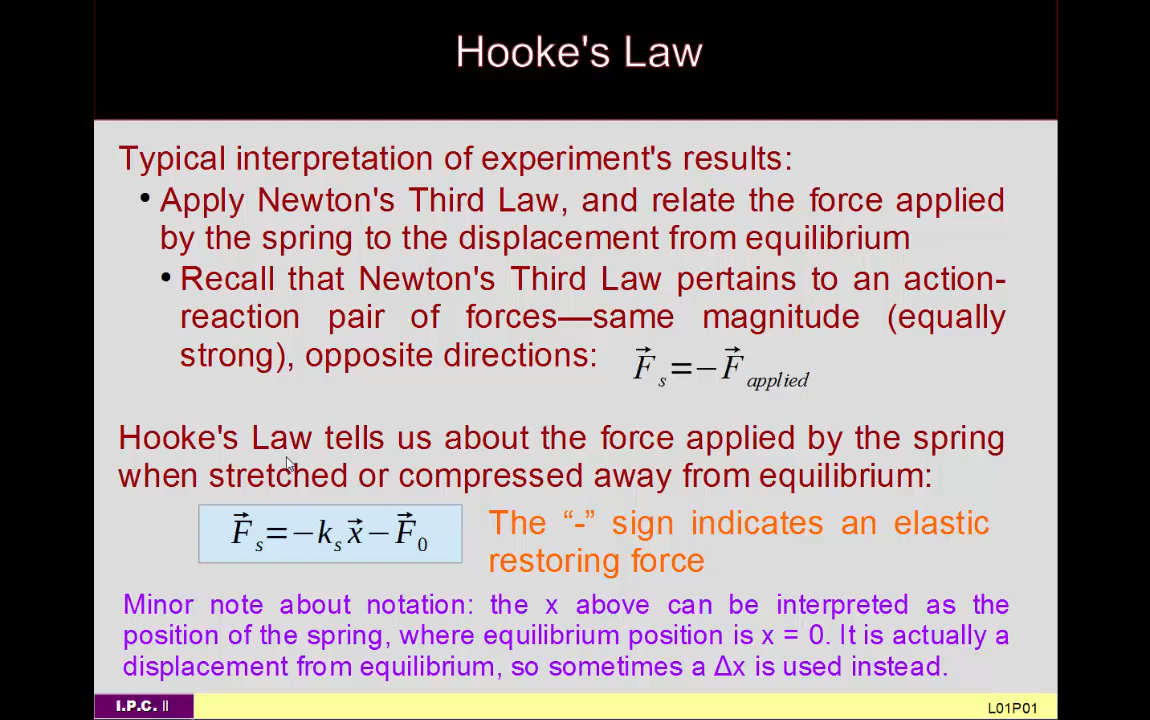 Hooke's Law
Typical interpretation of experiment's results:
• Apply Newton's Third Law, and relate the force applied
by the spring to the displacement from equilibrium
• Recall that Newton's Third Law pertains to an action-
reaction pair of forces—same magnitude (equally
strong), opposite directions: F⃗ₛ=−F⃗_applied
Hooke's Law tells us about the force applied by the spring
when stretched or compressed away from equilibrium:
F⃗ₛ=−kₛ x⃗−F⃗₀
The “-” sign indicates an elastic
restoring force
Minor note about notation: the x above can be interpreted as the
position of the spring, where equilibrium position is x = 0. It is actually a
displacement from equilibrium, so sometimes a Δx is used instead.
I.P.C. II
L01P01